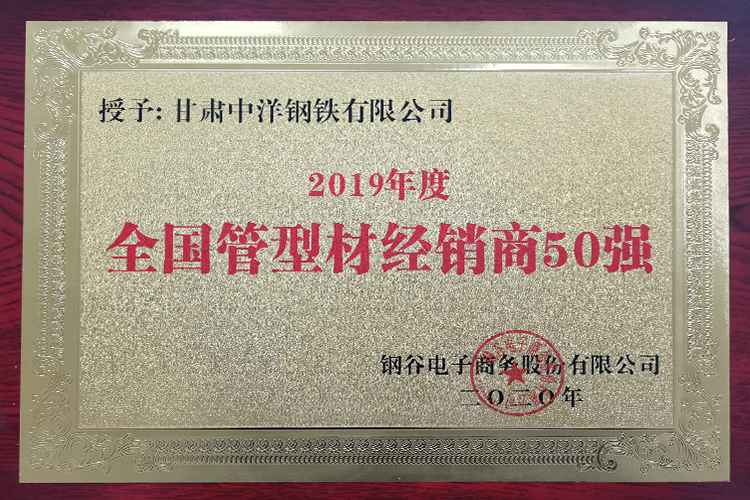 授予: 甘肃中洋钢铁有限公司
2019年度
全国管型材经销商50强
钢谷电子商务股份有限公司
二〇二〇年